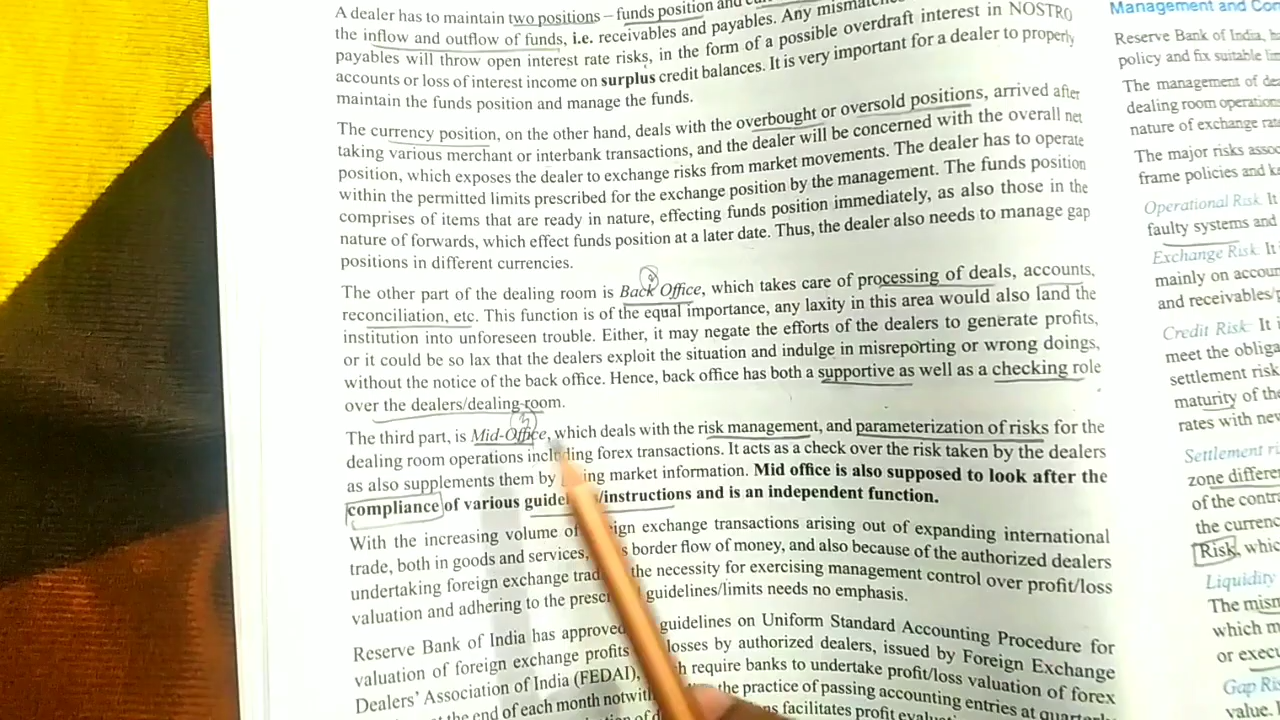 A dealer has to maintain two positions – funds position and
the inflow and outflow of funds, i.e. receivables and payables. Any
payables will throw open interest rate risks, in the form of a possible overdraft interest in NOSTRO
accounts or loss of interest income on surplus credit balances. It is very important for a dealer to properly
maintain the funds position and manage the funds.
The currency position, on the other hand, deals with the overbought or oversold positions, arrived after
taking various merchant or interbank transactions, and the dealer will be concerned with the overall net
position, which exposes the dealer to exchange risks from market movements. The dealer has to operate
within the permitted limits prescribed for the exchange position by the management. The funds position
comprises of items that are ready in nature, effecting funds position immediately, as also those in the
nature of forwards, which effect funds position at a later date. Thus, the dealer also needs to manage gap
positions in different currencies.
The other part of the dealing room is Back Office, which takes care of processing of deals, accounts,
reconciliation, etc. This function is of the equal importance, any laxity in this area would also land the
institution into unforeseen trouble. Either, it may negate the efforts of the dealers to generate profits,
or it could be so lax that the dealers exploit the situation and indulge in misreporting or wrong doings,
without the notice of the back office. Hence, back office has both a supportive as well as a checking role
over the dealers/dealing-room.
The third part, is Mid-Office, which deals with the risk management, and parameterization of risks for the
dealing room operations including forex transactions. It acts as a check over the risk taken by the dealers
as also supplements them by market information. Mid office is also supposed to look after the
compliance of various /instructions and is an independent function.
With the increasing volume of exchange transactions arising out of expanding international
trade, both in goods and services, border flow of money, and also because of the authorized dealers
undertaking foreign exchange the necessity for exercising management control over profit/loss
valuation and adhering to the guidelines/limits needs no emphasis.
Reserve Bank of India has approved guidelines on Uniform Standard Accounting Procedure for
valuation of foreign exchange profits losses by authorized dealers, issued by Foreign Exchange
Dealers' Association of India (FEDAI), require banks to undertake profit/loss valuation of forex
the end of each month the practice of passing accounting entries at
facilitates profit
Management and
Reserve Bank of India,
policy and fix suitable
The management of
dealing room
nature of exchange
The major risks
frame policies and
Operational Risk. It
faulty systems and
Exchange Risk. It
mainly on
and
Credit Risk. It
meet the
settlement risk
maturity of the
rates with
Settlement
zone
of the
the
Risk,
Liquidity
The
which
or
Gap
value.